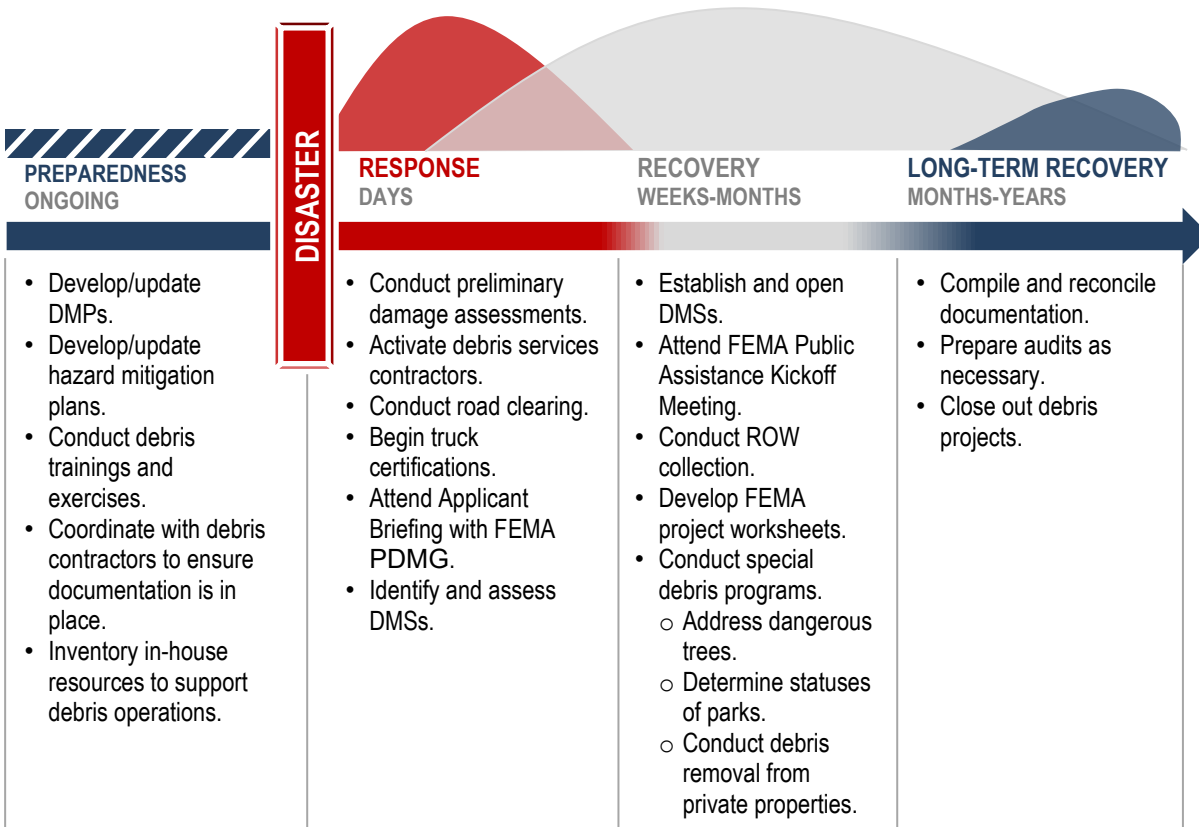 PREPAREDNESS
ONGOING
DISASTER
RESPONSE
DAYS
RECOVERY
WEEKS-MONTHS
LONG-TERM RECOVERY
MONTHS-YEARS
• Develop/update
DMPs.
• Develop/update
hazard mitigation
plans.
• Conduct debris
trainings and
exercises.
• Coordinate with debris
contractors to ensure
documentation is in
place.
• Inventory in-house
resources to support
debris operations.
• Conduct preliminary
damage assessments.
• Activate debris services
contractors.
• Conduct road clearing.
• Begin truck
certifications.
• Attend Applicant
Briefing with FEMA
PDMG.
• Identify and assess
DMSs.
• Establish and open
DMSs.
• Attend FEMA Public
Assistance Kickoff
Meeting.
• Conduct ROW
collection.
• Develop FEMA
project worksheets.
• Conduct special
debris programs.
○ Address dangerous
trees.
○ Determine statuses
of parks.
○ Conduct debris
removal from
private properties.
• Compile and reconcile
documentation.
• Prepare audits as
necessary.
• Close out debris
projects.